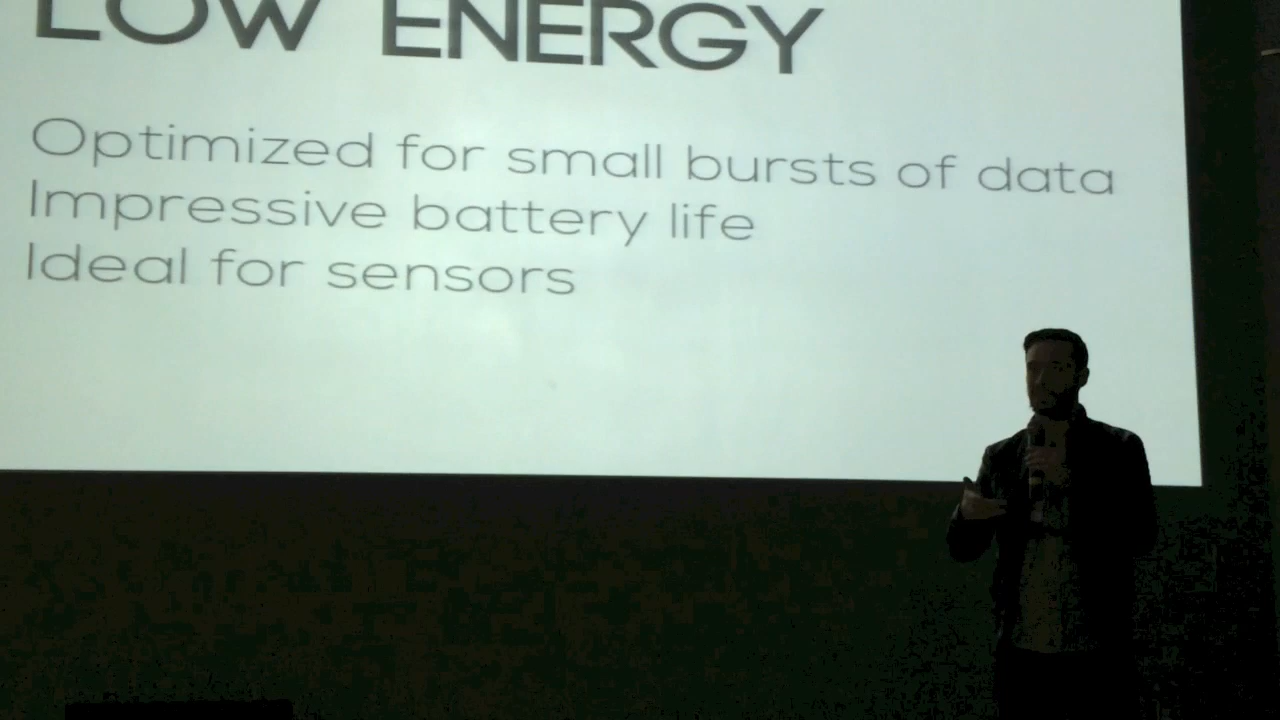 LOW ENERGY
Optimized for small bursts of data
Impressive battery life
Ideal for sensors